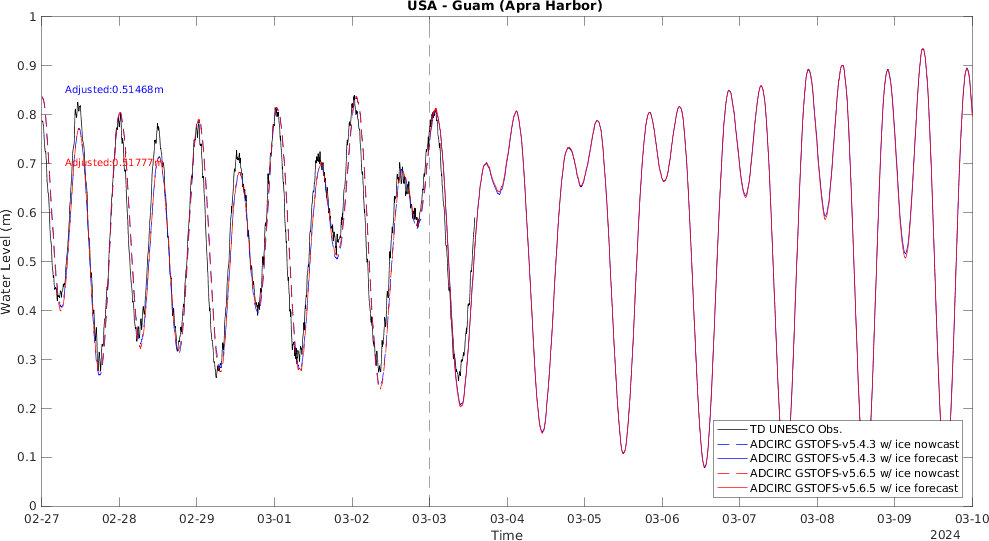 USA - Guam (Apra Harbor)
1
0.9
0.8
0.7
0.6
0.5
0.4
0.3
0.2
0.1
0
Water Level (m)
Adjusted:0.51468m
Adjusted:0.51777m
TD UNESCO Obs.
ADCIRC GSTOFS-v5.4.3 w/ ice nowcast
ADCIRC GSTOFS-v5.4.3 w/ ice forecast
ADCIRC GSTOFS-v5.6.5 w/ ice nowcast
ADCIRC GSTOFS-v5.6.5 w/ ice forecast
02-27 02-28 02-29 03-01 03-02 03-03 03-04 03-05 03-06 03-07 03-08 03-09 03-10
Time
2024